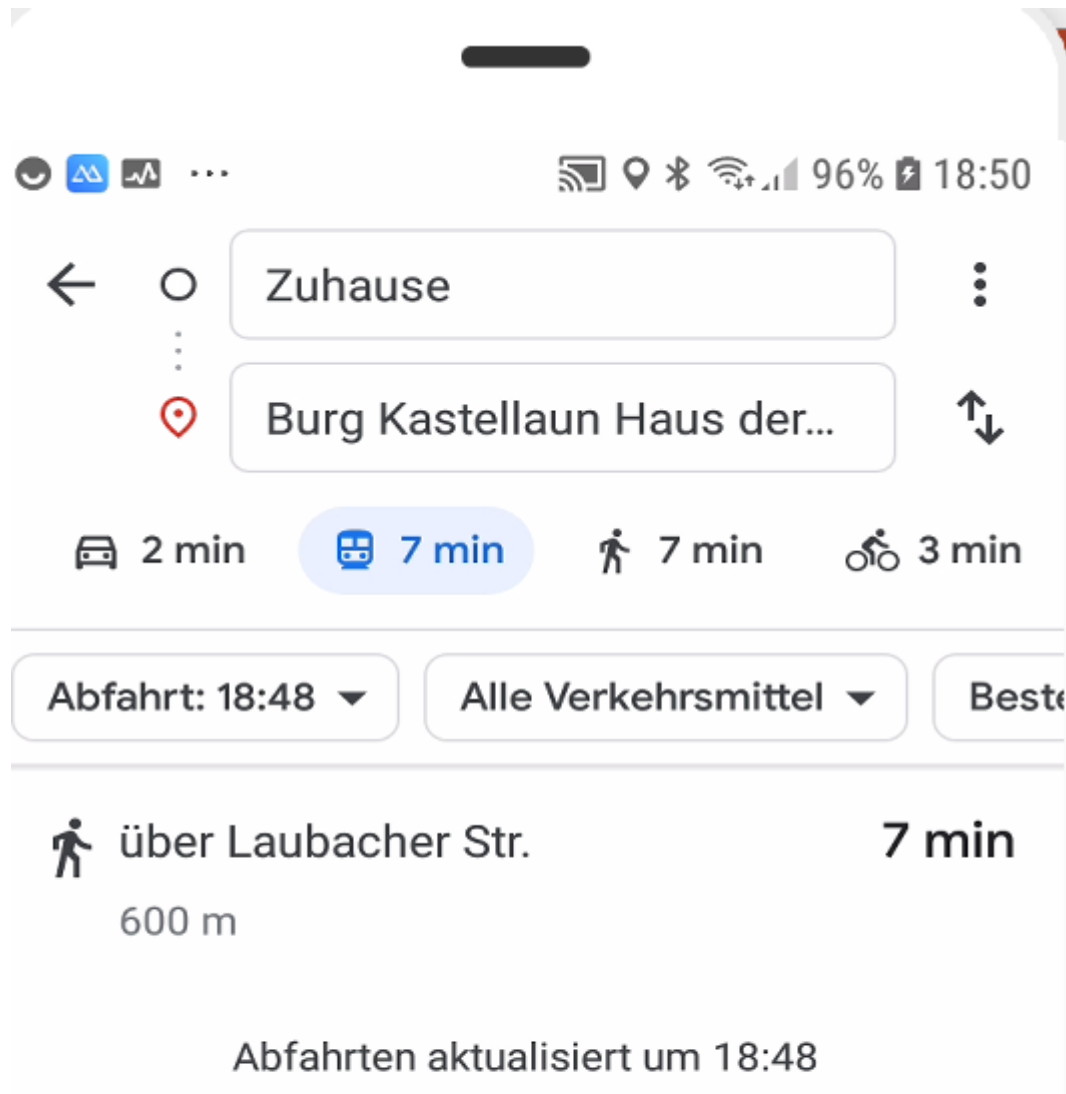 96% 18:50
Zuhause
Burg Kastellaun Haus der...
2 min 7 min 7 min 3 min
Abfahrt: 18:48 Alle Verkehrsmittel Beste
über Laubacher Str. 7 min
600 m
Abfahrten aktualisiert um 18:48